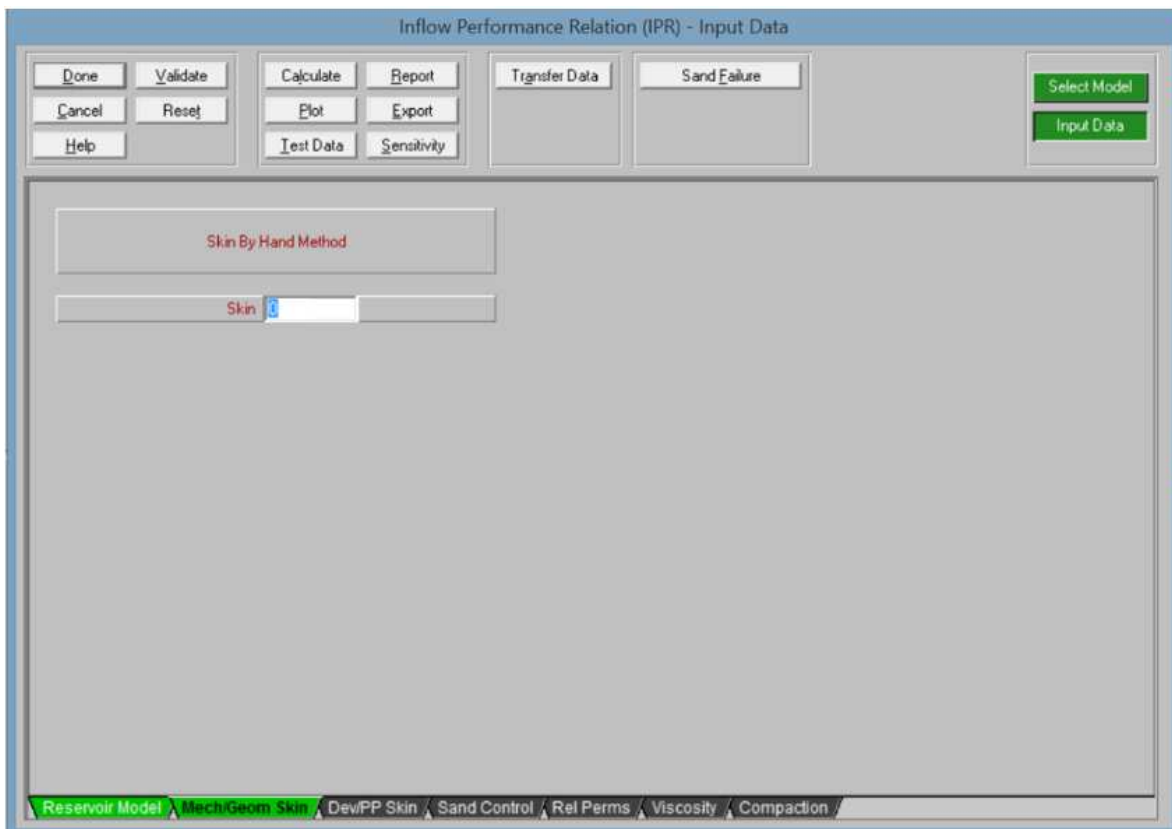 Inflow Performance Relation (IPR) - Input Data
Done Validate Calculate Report Transfer Data Sand Failure Select Model
Cancel Reset Plot Export Input Data
Help Test Data Sensitivity
Skin By Hand Method
Skin 0
Reservoir Model Mech/Geom Skin Dev/PP Skin Sand Control Rel Perms Viscosity Compaction